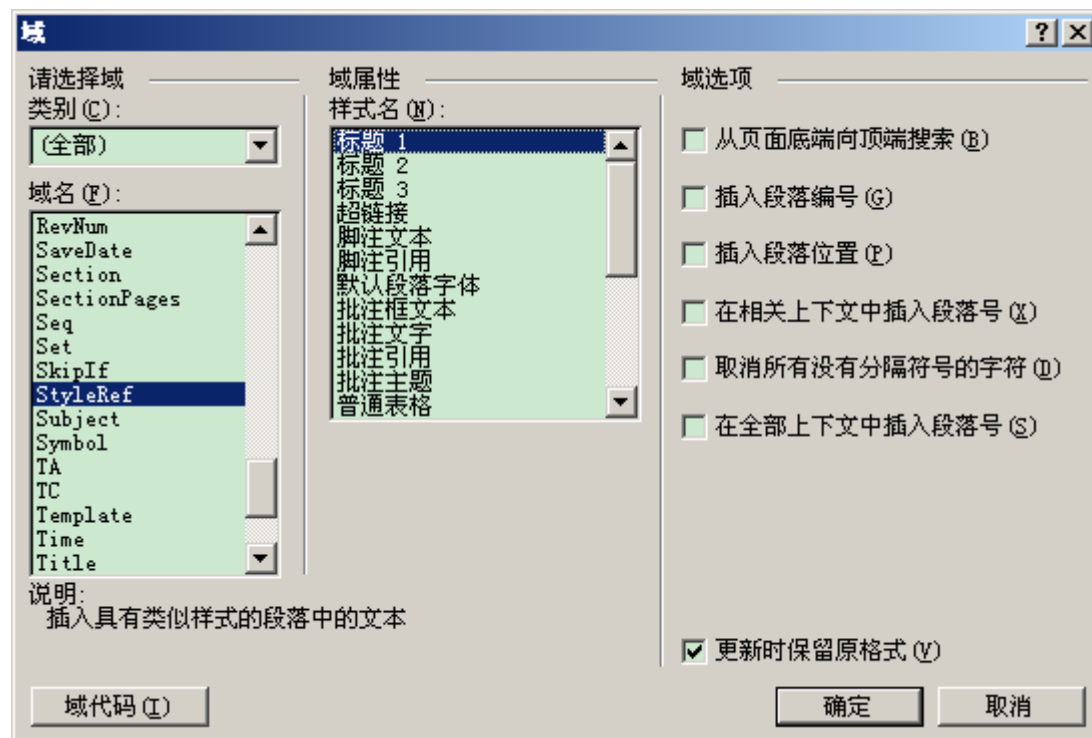 域
请选择域
类别(C):
(全部)
域名(F):
RevNum
SaveDate
Section
SectionPages
Seq
Set
SkipIf
StyleRef
Subject
Symbol
TA
TC
Template
Time
Title
说明:
插入具有类似样式的段落中的文本
域代码(I)
域属性
样式名(N):
标题 1
标题 2
标题 3
超链接
脚注文本
脚注引用
默认段落字体
批注框文本
批注文字
批注引用
批注主题
普通表格
域选项
从页面底端向顶端搜索(B)
插入段落编号(G)
插入段落位置(P)
在相关上下文中插入段落号(X)
取消所有没有分隔符号的字符(D)
在全部上下文中插入段落号(S)
更新时保留原格式(V)
确定
取消